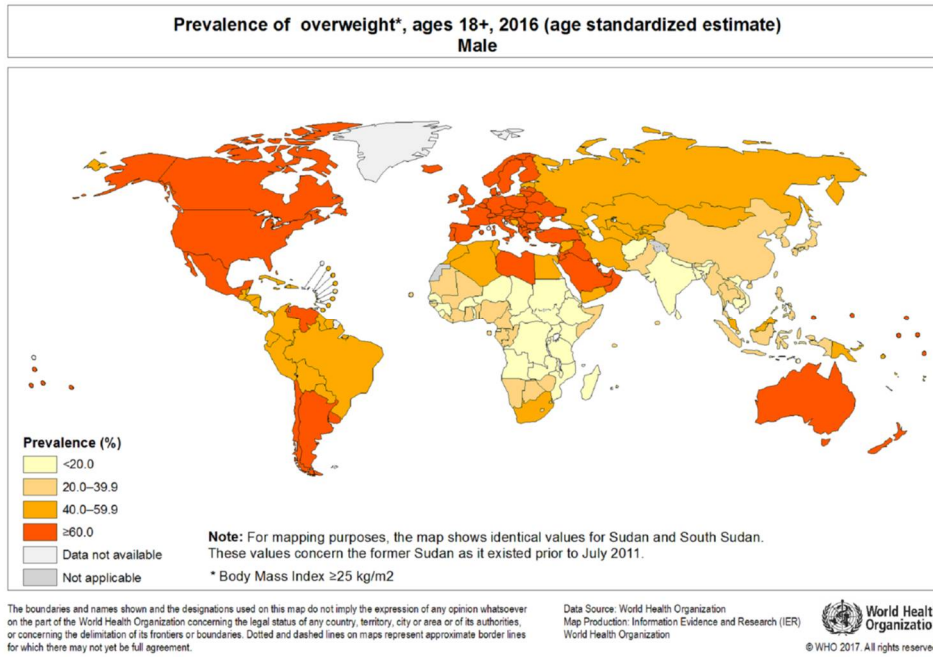 Prevalence of overweight*, ages 18+, 2016 (age standardized estimate)
Male
Prevalence (%)
<20.0
20.0–39.9
40.0–59.9
≥60.0
Data not available
Not applicable
Note: For mapping purposes, the map shows identical values for Sudan and South Sudan.
These values concern the former Sudan as it existed prior to July 2011.
* Body Mass Index ≥25 kg/m2
The boundaries and names shown and the designations used on this map do not imply the expression of any opinion whatsoever
on the part of the World Health Organization concerning the legal status of any country, territory, city or area or of its authorities,
or concerning the delimitation of its frontiers or boundaries. Dotted and dashed lines on maps represent approximate border lines
for which there may not yet be full agreement.
Data Source: World Health Organization
Map Production: Information Evidence and Research (IER)
World Health Organization
World Healt
Organizatio
© WHO 2017. All rights reserve